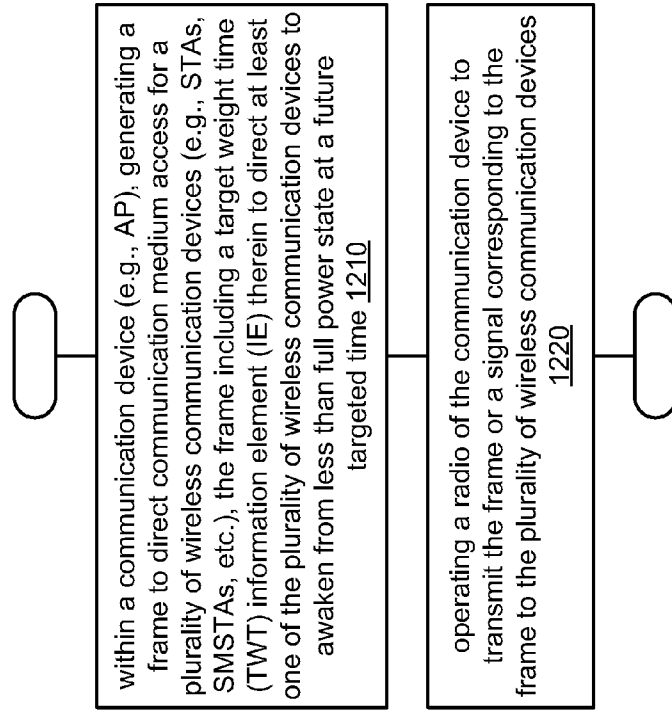 within a communication device (e.g., AP), generating a
frame to direct communication medium access for a
plurality of wireless communication devices (e.g., STAs,
SMSTAs, etc.), the frame including a target weight time
(TWT) information element (IE) therein to direct at least
one of the plurality of wireless communication devices to
awaken from less than full power state at a future
targeted time 1210
operating a radio of the communication device to
transmit the frame or a signal corresponding to the
frame to the plurality of wireless communication devices
1220